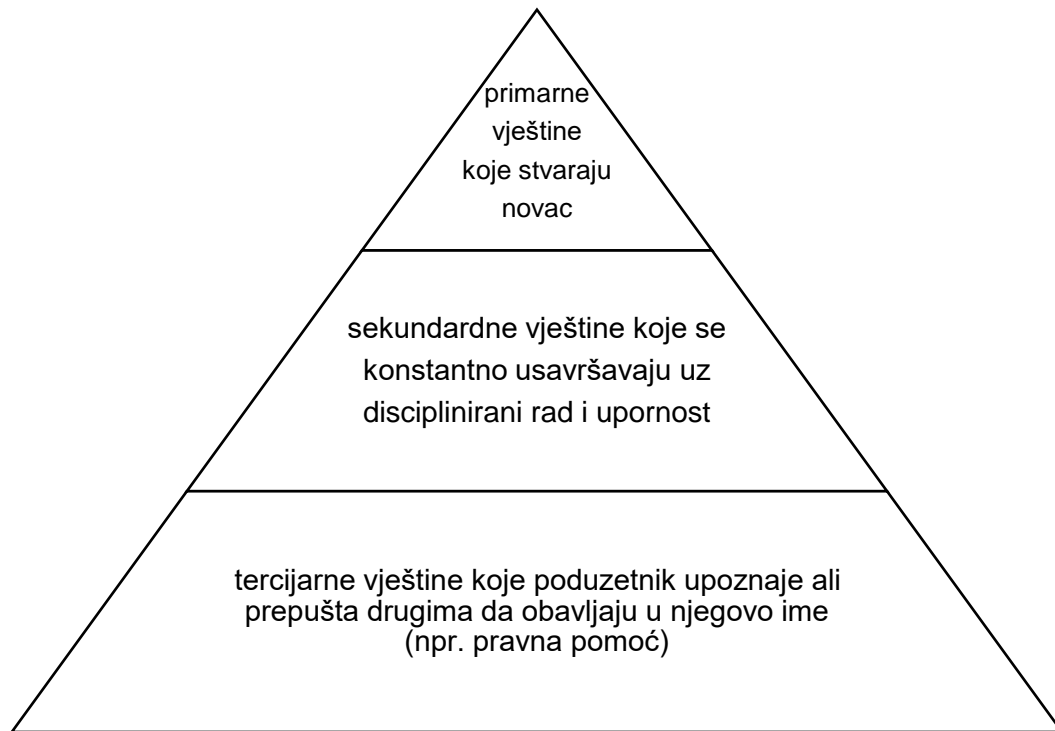 primarne
vještine
koje stvaraju
novac
sekundardne vještine koje se
konstantno usavršavaju uz
disciplinirani rad i upornost
tercijarne vještine koje poduzetnik upoznaje ali
prepušta drugima da obavljaju u njegovo ime
(npr. pravna pomoć)